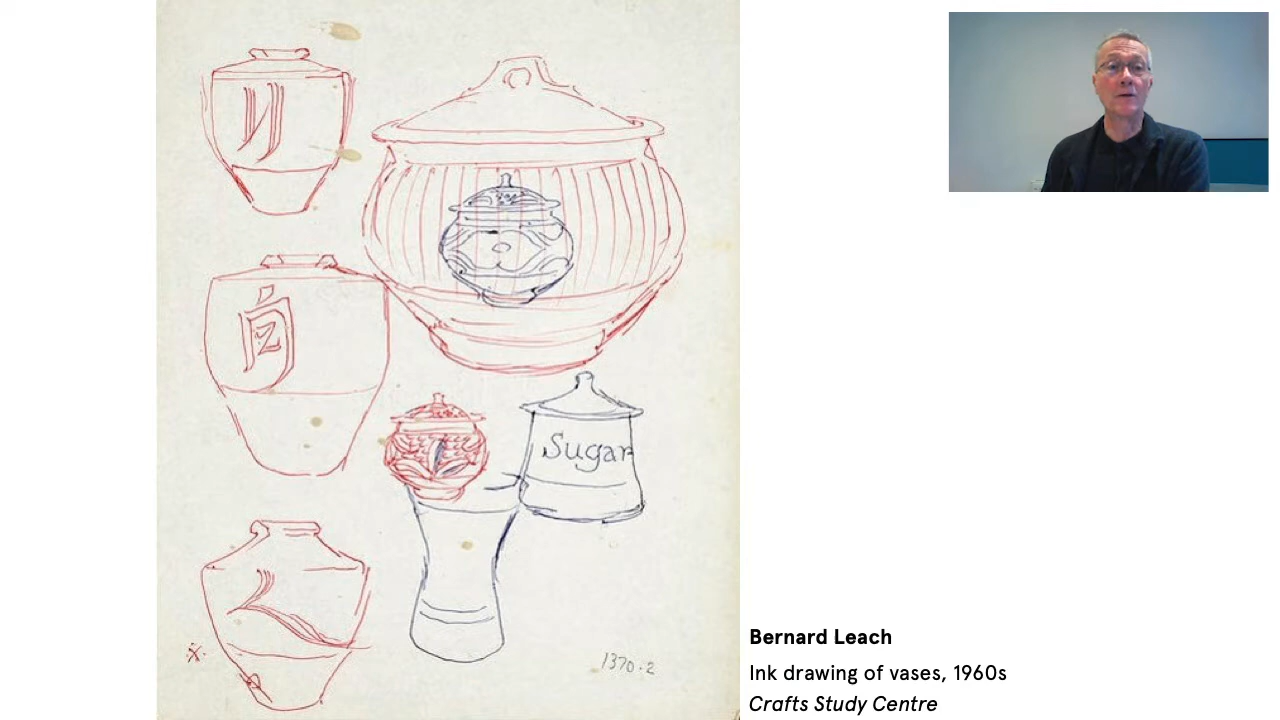 Sugar
1370·2
Bernard Leach
Ink drawing of vases, 1960s
Crafts Study Centre